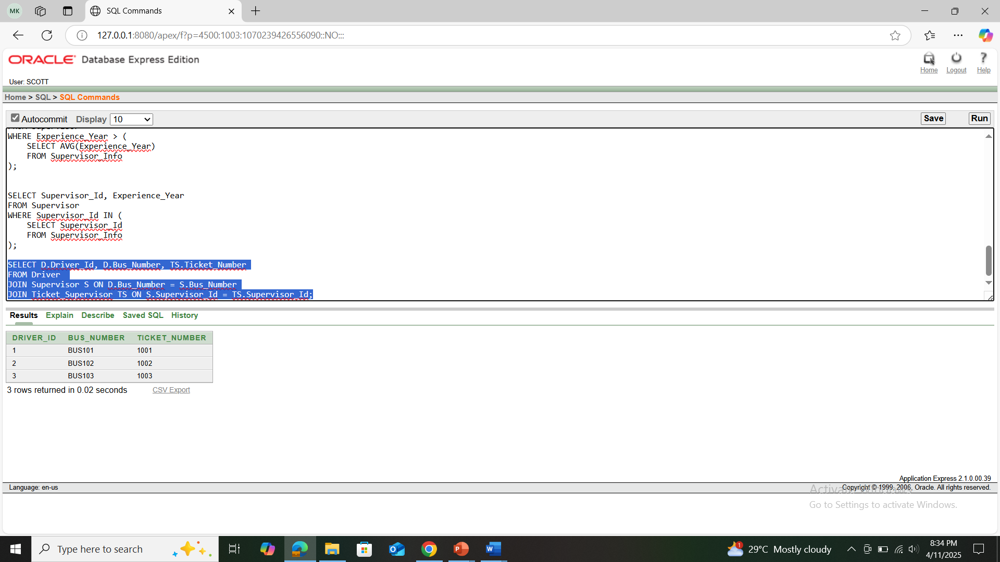 MK
SQL Commands
127.0.0.1:8080/apex/f?p=4500:1003:1070239426556090::NO:::
ORACLE Database Express Edition
Home Logout Help
User: SCOTT
Home > SQL > SQL Commands
Autocommit Display 10 Save Run
WHERE Experience_Year > (
SELECT AVG(Experience_Year)
FROM Supervisor_Info
);
SELECT Supervisor_Id, Experience_Year
FROM Supervisor
WHERE Supervisor_Id IN (
SELECT Supervisor_Id
FROM Supervisor_Info
);
SELECT D.Driver_Id, D.Bus_Number, TS.Ticket_Number
FROM Driver
JOIN Supervisor S ON D.Bus_Number = S.Bus_Number
JOIN Ticket_Supervisor TS ON S.Supervisor_Id = TS.Supervisor_Id;
Results Explain Describe Saved SQL History
DRIVER_ID BUS_NUMBER TICKET_NUMBER
1 BUS101 1001
2 BUS102 1002
3 BUS103 1003
3 rows returned in 0.02 seconds CSV Export
Application Express 2.1.0.00.39
Language: en-us Copyright © 1999, 2006, Oracle. All rights reserved.
Activate Windows
Go to Settings to activate Windows.
Type here to search
1 29°C Mostly cloudy
8:34 PM
4/11/2025